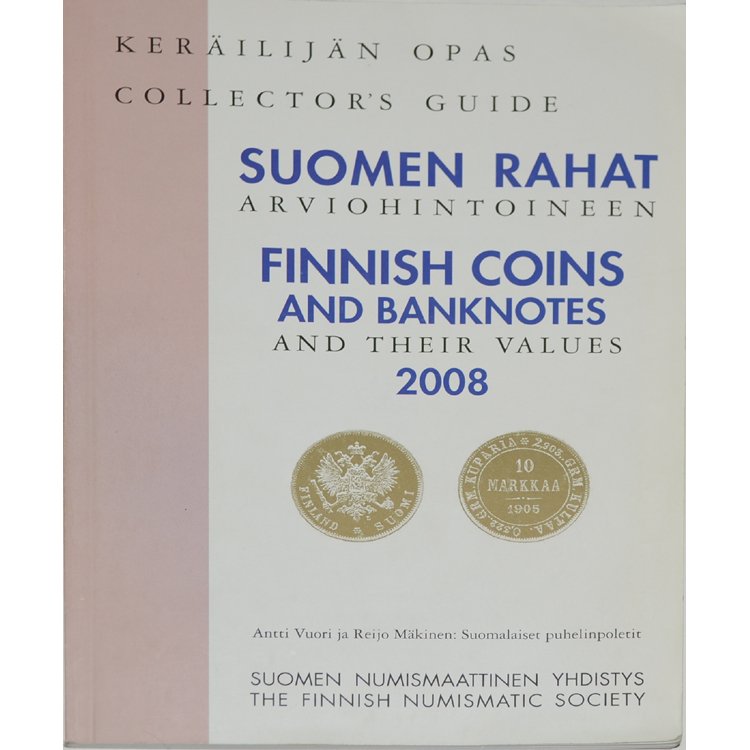 KERÄILIJÄN OPAS
COLLECTOR'S GUIDE
SUOMEN RAHAT
ARVIOHINTOINEEN
FINNISH COINS
AND BANKNOTES
AND THEIR VALUES
2008
FINLAND ★ SUOMI ★
0,322 GRM. KUPARIA ★ 2,903. GRM. KULTAA.
10
MARKKAA
1905
Antti Vuori ja Reijo Mäkinen: Suomalaiset puhelinpoletit
SUOMEN NUMISMAATTINEN YHDISTYS
THE FINNISH NUMISMATIC SOCIETY